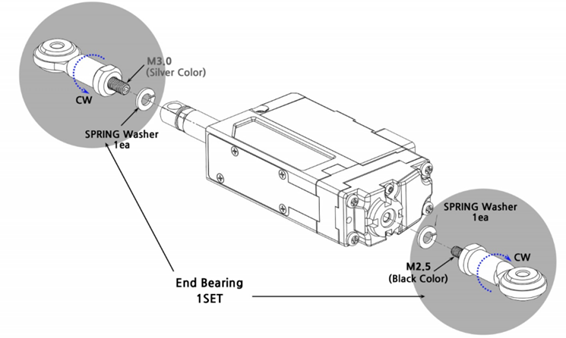 M3.0
(Silver Color)
CW
SPRING Washer
1ea
SPRING Washer
1ea
CW
M2.5
(Black Color)
End Bearing
1SET